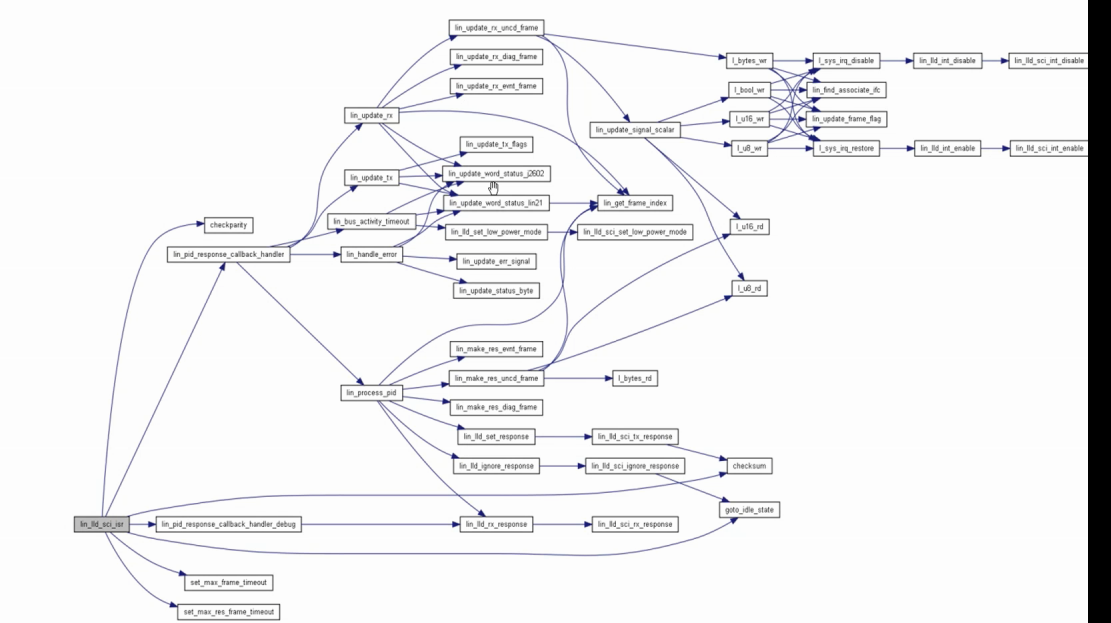 lin_update_rx_uncd_frame
lin_update_rx_diag_frame
l_bytes_wr
l_sys_irq_disable
lin_lld_int_disable
lin_lld_sci_int_disable
lin_update_rx_evnt_frame
l_bool_wr
lin_find_associate_ifc
lin_update_rx
l_u16_wr
lin_update_frame_flag
lin_update_signal_scalar
lin_update_tx_flags
l_u8_wr
l_sys_irq_restore
lin_lld_int_enable
lin_lld_sci_int_enable
lin_update_tx
lin_update_word_status_j2602
lin_update_word_status_lin21
lin_get_frame_index
checkparity
lin_bus_activity_timeout
l_u16_rd
lin_lld_set_low_power_mode
lin_lld_sci_set_low_power_mode
lin_pid_response_callback_handler
lin_handle_error
lin_update_err_signal
lin_update_status_byte
l_u8_rd
lin_make_res_evnt_frame
lin_make_res_uncd_frame
l_bytes_rd
lin_process_pid
lin_make_res_diag_frame
lin_lld_set_response
lin_lld_sci_tx_response
lin_lld_ignore_response
lin_lld_sci_ignore_response
checksum
goto_idle_state
lin_lld_sci_isr
lin_pid_response_callback_handler_debug
lin_lld_rx_response
lin_lld_sci_rx_response
set_max_frame_timeout
set_max_res_frame_timeout